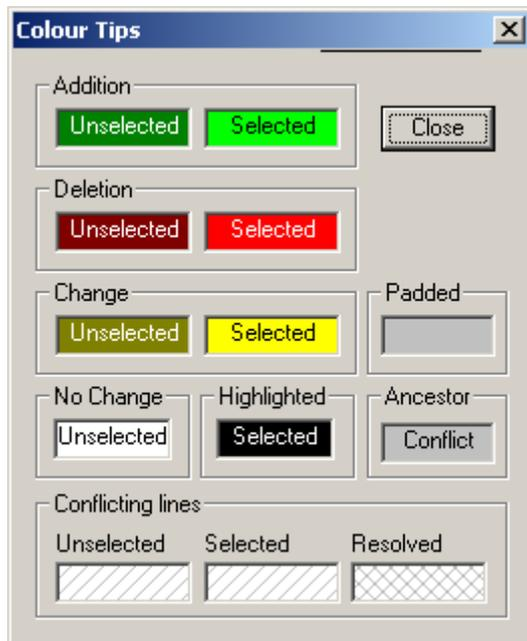 Colour Tips
Addition
Unselected Selected
Close
Deletion
Unselected Selected
Change
Unselected Selected
Padded
No Change Highlighted Ancestor
Unselected Selected Conflict
Conflicting lines
Unselected Selected Resolved